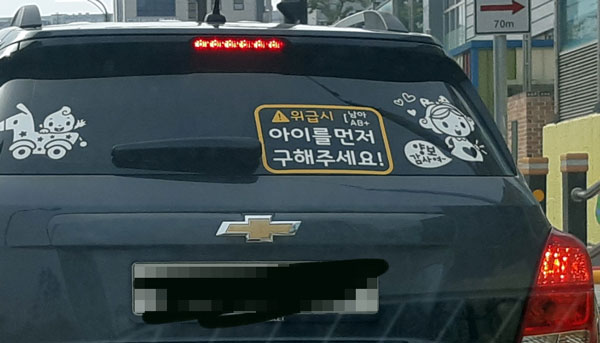 70m
위급시
남아
AB+
아이를먼저
구해주세요!
양보
감사여~